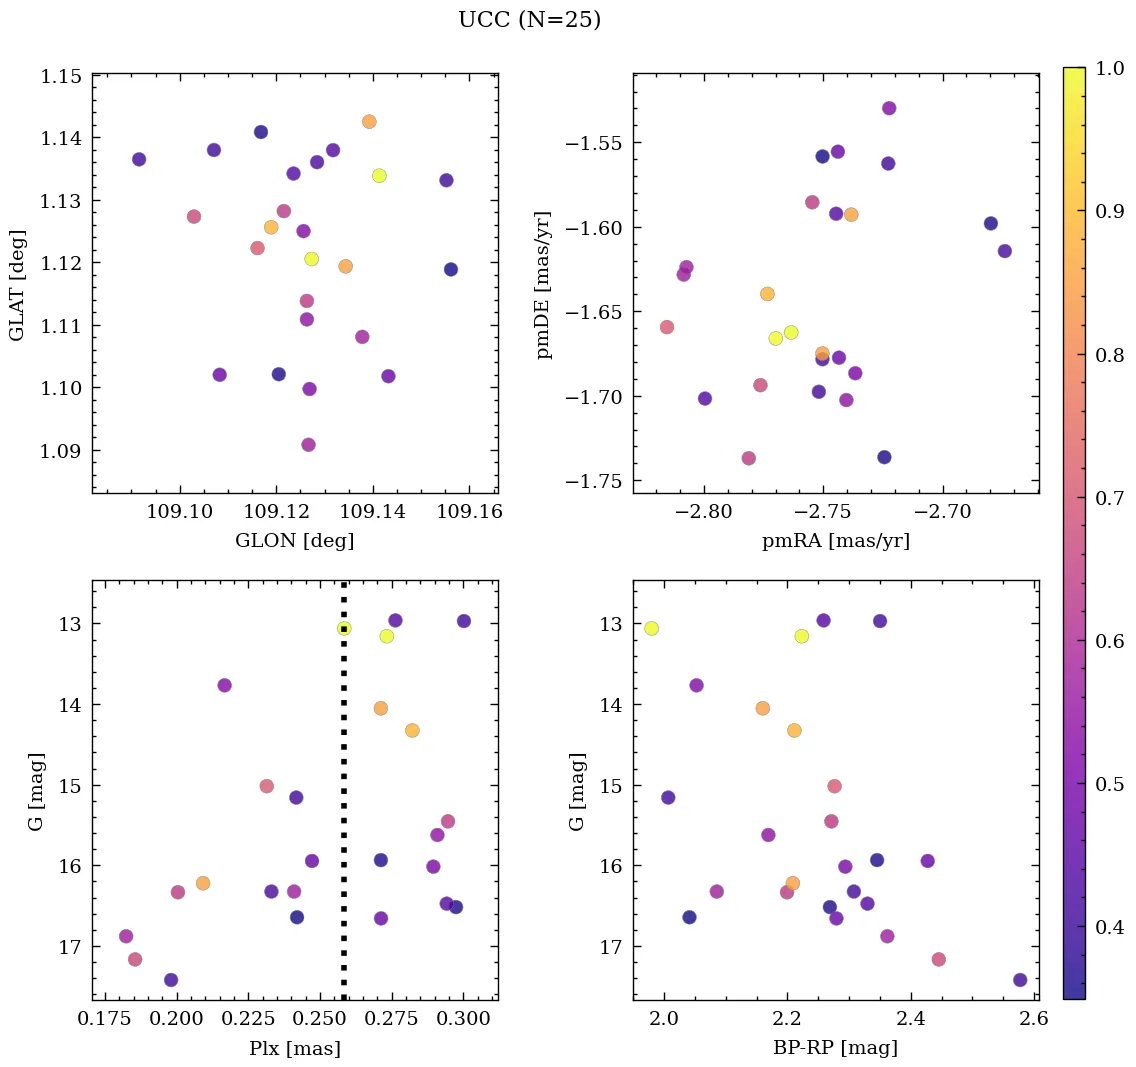 UCC (N=25)
1.15
1.14
1.13
1.12
1.11
1.10
1.09
GLAT [deg]
109.10 109.12 109.14 109.16
GLON [deg]
−1.55
−1.60
−1.65
−1.70
−1.75
pmDE [mas/yr]
−2.80 −2.75 −2.70
pmRA [mas/yr]
13
14
15
16
17
G [mag]
0.175 0.200 0.225 0.250 0.275 0.300
Plx [mas]
13
14
15
16
17
G [mag]
2.0 2.2 2.4 2.6
BP-RP [mag]
1.0
0.9
0.8
0.7
0.6
0.5
0.4